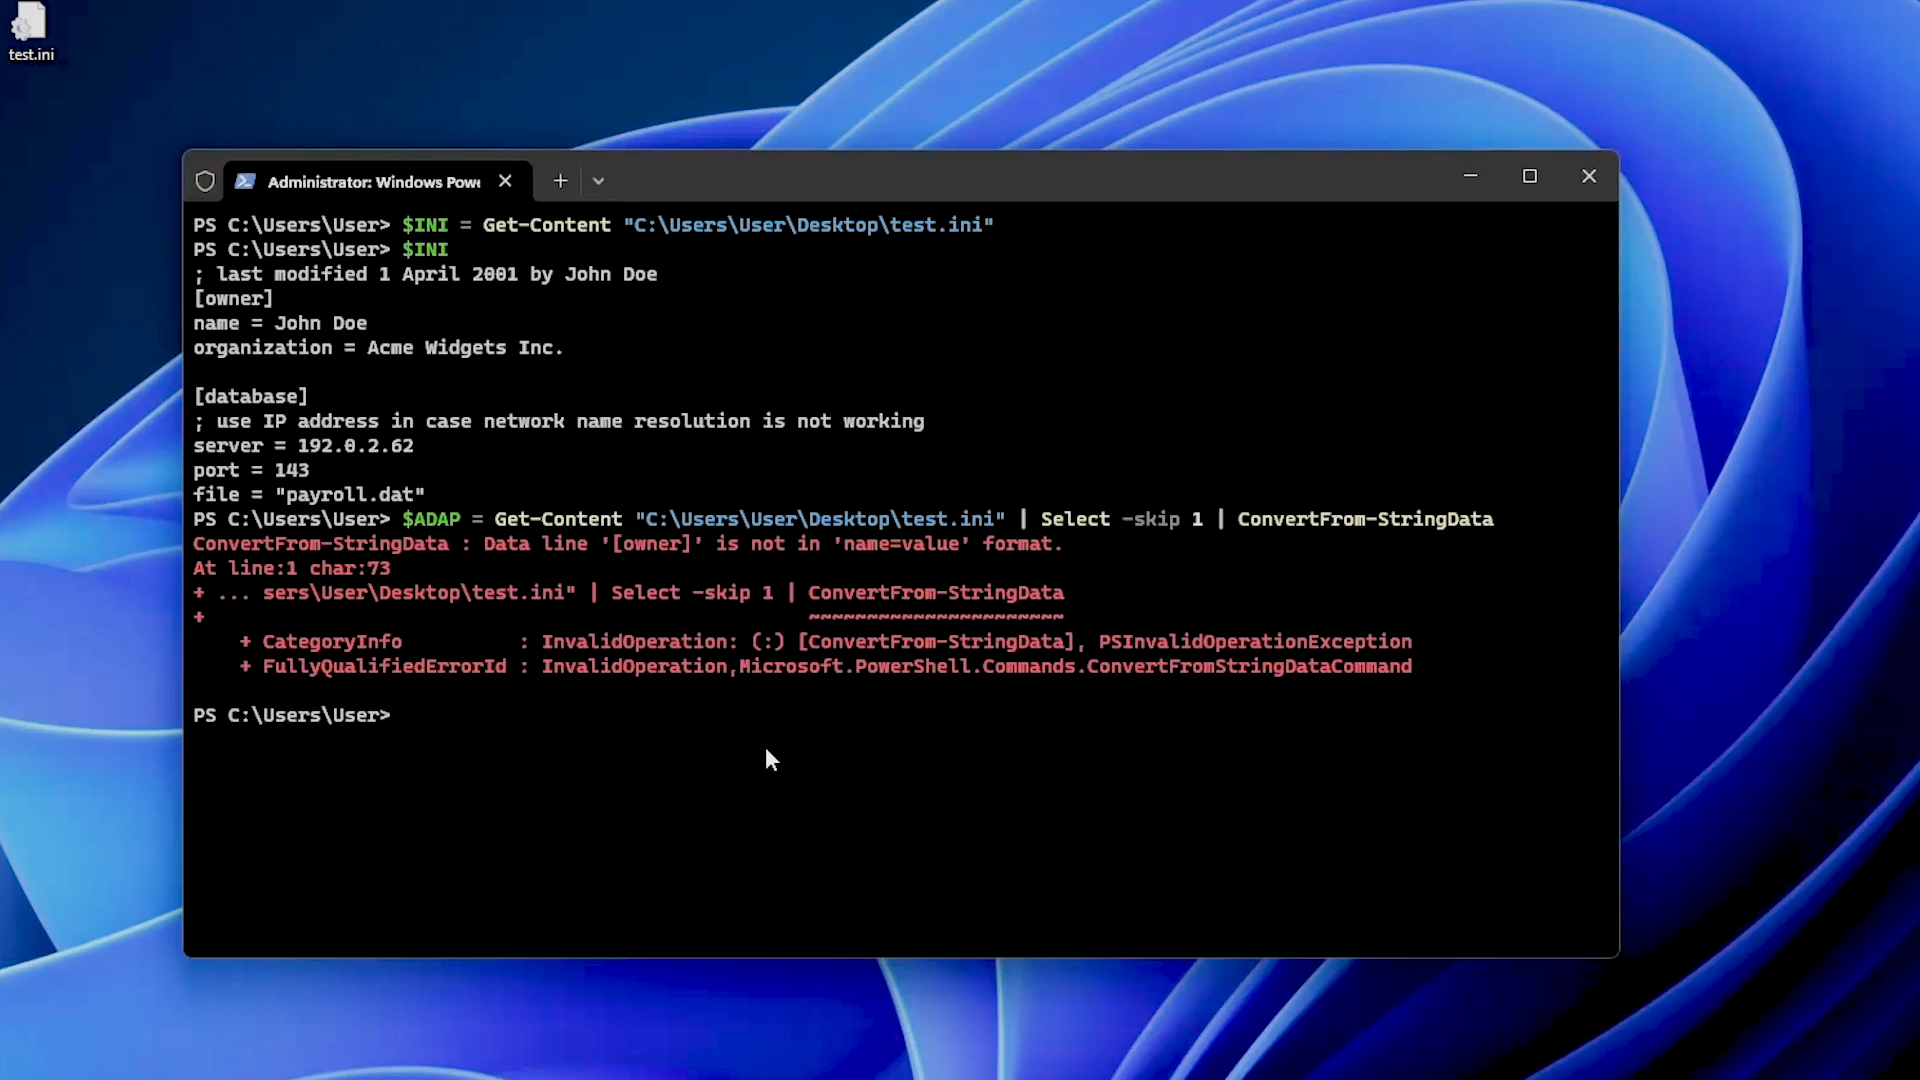 test.ini
Administrator: Windows Powe
PS C:\Users\User> $INI = Get-Content "C:\Users\User\Desktop\test.ini"
PS C:\Users\User> $INI
; last modified 1 April 2001 by John Doe
[owner]
name = John Doe
organization = Acme Widgets Inc.
[database]
; use IP address in case network name resolution is not working
server = 192.0.2.62
port = 143
file = "payroll.dat"
PS C:\Users\User> $ADAP = Get-Content "C:\Users\User\Desktop\test.ini" | Select -skip 1 | ConvertFrom-StringData
ConvertFrom-StringData : Data line '[owner]' is not in 'name=value' format.
At line:1 char:73
+ ... sers\User\Desktop\test.ini" | Select -skip 1 | ConvertFrom-StringData
+                                                     ~~~~~~~~~~~~~~~~~~~~~~
    + CategoryInfo          : InvalidOperation: (:) [ConvertFrom-StringData], PSInvalidOperationException
    + FullyQualifiedErrorId : InvalidOperation,Microsoft.PowerShell.Commands.ConvertFromStringDataCommand
PS C:\Users\User>